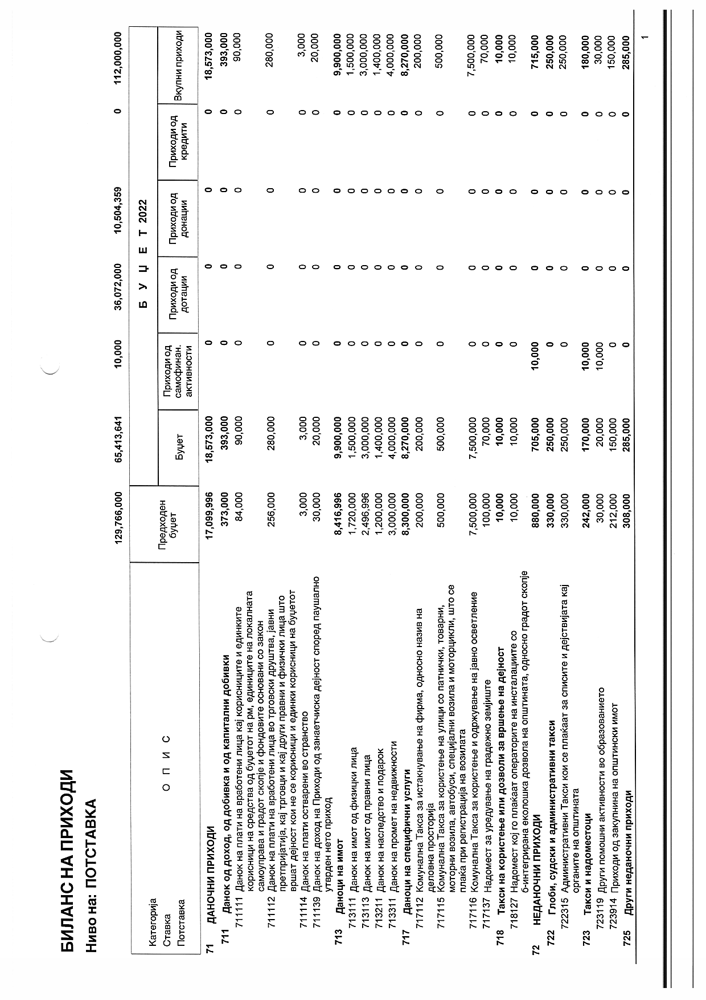 БИЛАНС НА ПРИХОДИ
Ниво на: ПОТСТАВКА
129,766,000 65,413,641 10,000 36,072,000 10,504,359 0 112,000,000
Категорија
Ставка
Потставка
О П И С
Предходен буџет
Б У Џ Е Т 2022
Буџет
Приходи од самофинан. активности
Приходи од дотации
Приходи од донации
Приходи од кредити
Вкупни приходи
71 ДАНОЧНИ ПРИХОДИ 17,099,996 18,573,000 0 0 0 0 18,573,000
711 Данок од доход, од добивка и од капитални добивки 373,000 393,000 0 0 0 0 393,000
711111 Данок на плати на вработени лица кај корисниците и единките 84,000 90,000 0 0 0 0 90,000
корисници на средства од буџетот на рм, единиците на локалната
самоуправа и градот скопје и фондовите основани со закон
711112 Данок на плати на вработени лица во трговски друштва, јавни 256,000 280,000 0 0 0 0 280,000
претпријатија, кај трговци и кај други правни и физички лица што
вршат дејност кои не се корисници и единки корисници на буџетот
711114 Данок на плати остварени во странство 3,000 3,000 0 0 0 0 3,000
711139 Данок на доход на Приходи од занаетчиска дејност според паушално 30,000 20,000 0 0 0 0 20,000
утврден нето приход
713 Даноци на имот 8,416,996 9,900,000 0 0 0 0 9,900,000
713111 Данок на имот од физички лица 1,720,000 1,500,000 0 0 0 0 1,500,000
713113 Данок на имот од правни лица 2,496,996 3,000,000 0 0 0 0 3,000,000
713211 Данок на наследство и подарок 1,200,000 1,400,000 0 0 0 0 1,400,000
713311 Данок на промет на недвижности 3,000,000 4,000,000 0 0 0 0 4,000,000
717 Даноци на специфични услуги 8,300,000 8,270,000 0 0 0 0 8,270,000
717112 Комунална Такса за истакнување на фирма, односно назив на 200,000 200,000 0 0 0 0 200,000
деловна просторија
717115 Комунална Такса за користење на улици со патнички, товарни, 500,000 500,000 0 0 0 0 500,000
моторни возила, автобуси, специјални возила и моторцикли, што се
плаќа при регистрација на возилата
717116 Комунална Такса за користење и одржување на јавно осветление 7,500,000 7,500,000 0 0 0 0 7,500,000
717137 Надомест за уредување на градежно земјиште 100,000 70,000 0 0 0 0 70,000
718 Такси на користење или дозволи за вршење на дејност 10,000 10,000 0 0 0 0 10,000
718127 Надомест кој го плаќаат операторите на инсталациите со 10,000 10,000 0 0 0 0 10,000
б-интегрирана еколошка дозвола на општината, односно градот скопје
72 НЕДАНОЧНИ ПРИХОДИ 880,000 705,000 10,000 0 0 0 715,000
722 Глоби, судски и административни такси 330,000 250,000 0 0 0 0 250,000
722315 Административни Такси кои се плаќаат за списите и дејствијата кај 330,000 250,000 0 0 0 0 250,000
органите на општината
723 Такси и надоместоци 242,000 170,000 10,000 0 0 0 180,000
723119 Други помошни активности во образованието 30,000 20,000 10,000 0 0 0 30,000
723914 Приходи од закупнина на општински имот 212,000 150,000 0 0 0 0 150,000
725 Други неданочни приходи 308,000 285,000 0 0 0 0 285,000
1